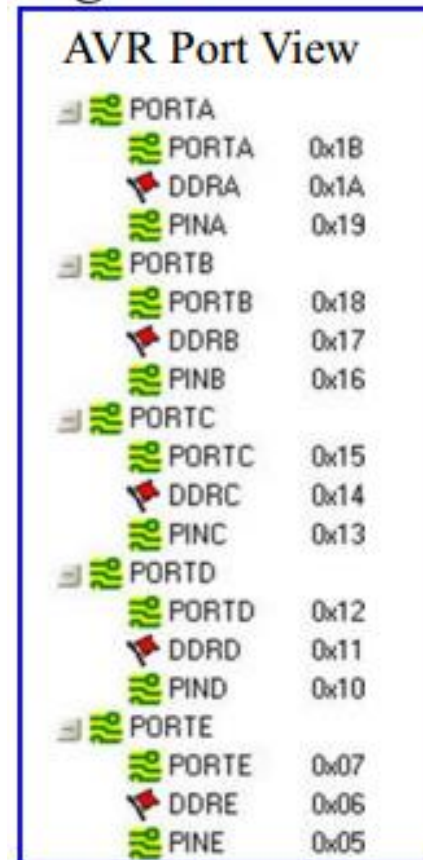 AVR Port View
PORTA
PORTA 0x1B
DDRA 0x1A
PINA 0x19
PORTB
PORTB 0x18
DDRB 0x17
PINB 0x16
PORTC
PORTC 0x15
DDRC 0x14
PINC 0x13
PORTD
PORTD 0x12
DDRD 0x11
PIND 0x10
PORTE
PORTE 0x07
DDRE 0x06
PINE 0x05